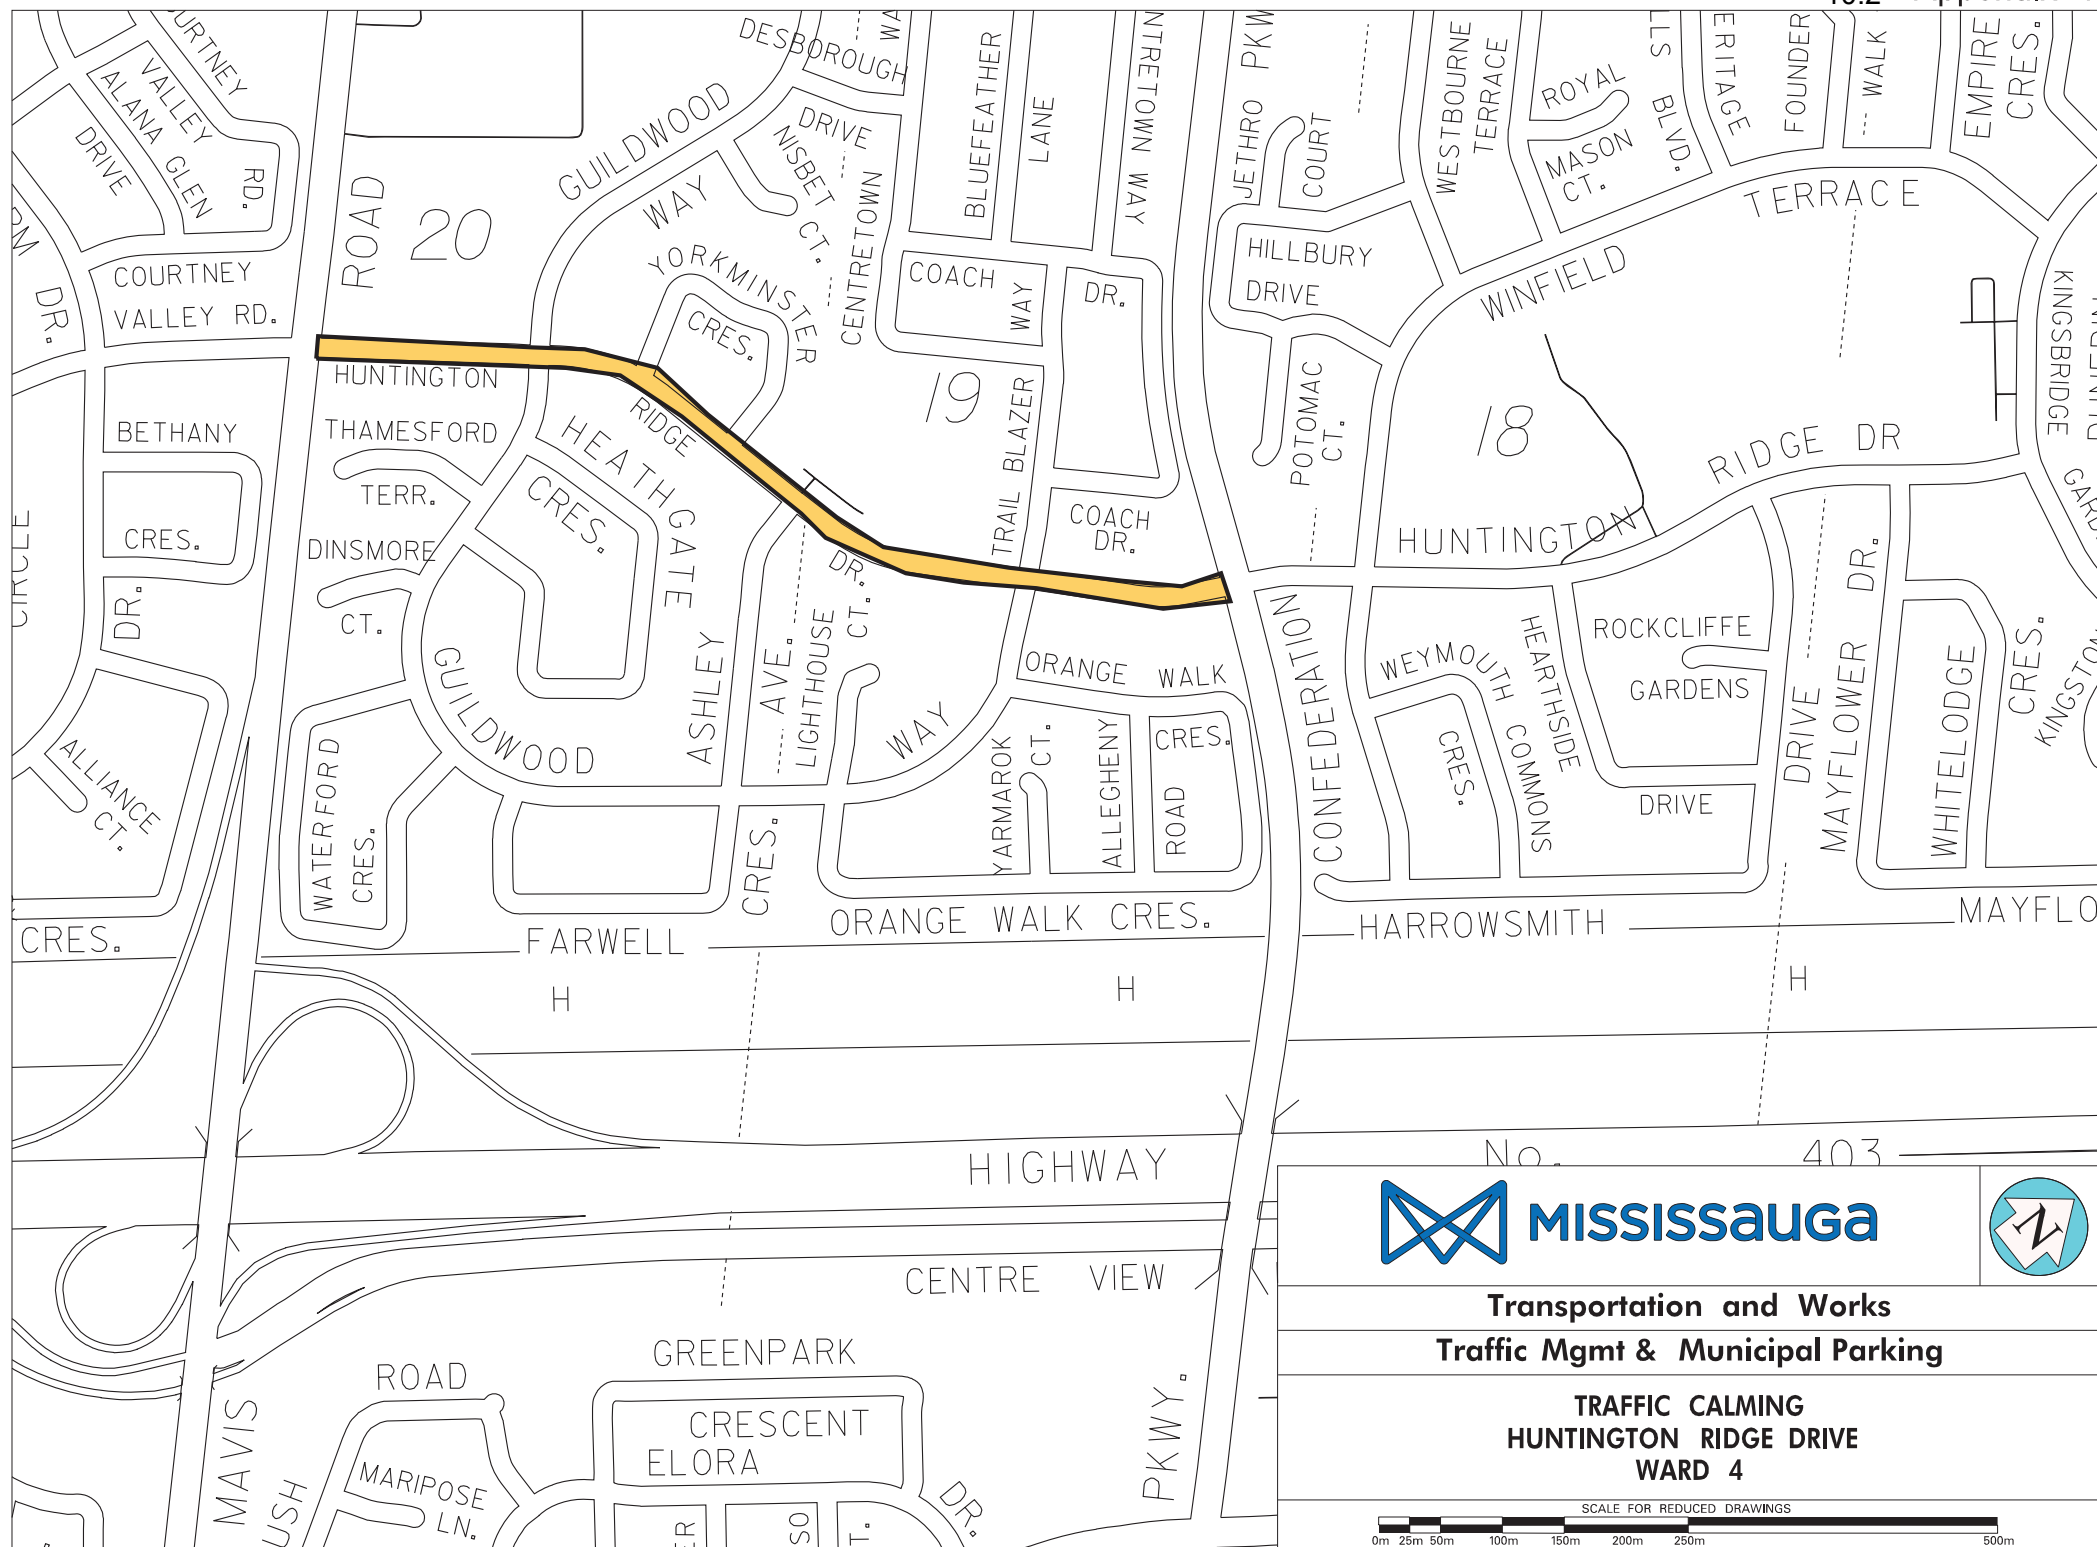 COURTNEY
VALLEY
RD.
ALANA GLEN
DRIVE
DR.
COURTNEY
VALLEY RD.
ROAD
20
GUILDWOOD
WAY
DESBOROUGH
DRIVE
NISBET
CT.
YORKMINSTER
CRES.
CENTRETOWN
WAY
BLUEFEATHER
LANE
COACH
DR.
WAY
TRAIL BLAZER
COACH
DR.
19
JETHRO
COURT
HILLBURY
DRIVE
POTOMAC
CT.
WESTBOURNE
TERRACE
ROYAL
MASON
CT.
BLVD.
FOUNDER
WALK
EMPIRE
CRES.
WINFIELD
TERRACE
KINGSBRIDGE
18
HUNTINGTON
RIDGE DR
HUNTINGTON
RIDGE
DR.
THAMESFORD
TERR.
DINSMORE
CT.
HEATHGATE
CRES.
BETHANY
CRES.
DR.
CIRCLE
ALLIANCE
CT.
CRES.
GUILDWOOD
WAY
ASHLEY
AVE.
LIGHTHOUSE
CT.
WATERFORD
CRES.
FARWELL
CRES.
ORANGE WALK
CRES.
YARMAROK
CT.
ALLEGHENY
ROAD
ORANGE WALK CRES.
CONFEDERATION
PKWY.
WEYMOUTH COMMONS
CRES.
HEARTHSIDE
DRIVE
ROCKCLIFFE
GARDENS
DRIVE
MAYFLOWER DR.
WHITELODGE
CRES.
HARROWSMITH
H
H
H
HIGHWAY
No. 403
CENTRE VIEW
MAVIS
ROAD
GREENPARK
CRESCENT
ELORA
DR.
MARIPOSE
LN.
MISSISSAUGA
N
Transportation and Works
Traffic Mgmt & Municipal Parking
TRAFFIC CALMING
HUNTINGTON RIDGE DRIVE
WARD 4
SCALE FOR REDUCED DRAWINGS
0m 25m 50m 100m 150m 200m 250m 500m